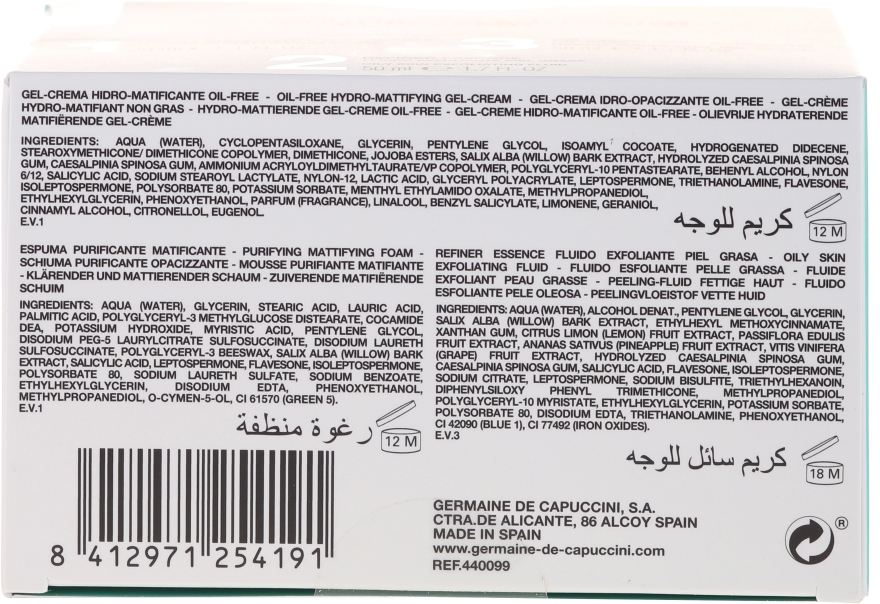 50 ml 1.7 Fl. Oz
GEL-CREMA HIDRO-MATIFICANTE OIL-FREE - OIL-FREE HYDRO-MATTIFYING GEL-CREAM - GEL-CREMA IDRO-OPACIZZANTE OIL-FREE - GEL-CRÈME
HYDRO-MATIFIANT NON GRAS - HYDRO-MATTIERENDE GEL-CREME OIL-FREE - GEL-CREME HIDRO-MATIFICANTE OIL-FREE - OLIEVRIJE HYDRATERENDE
MATIFIËRENDE GEL-CRÈME
INGREDIENTS: AQUA (WATER), CYCLOPENTASILOXANE, GLYCERIN, PENTYLENE GLYCOL, ISOAMYL COCOATE, HYDROGENATED DIDECENE,
STEAROXYMETHICONE/ DIMETHICONE COPOLYMER, DIMETHICONE, JOJOBA ESTERS, SALIX ALBA (WILLOW) BARK EXTRACT, HYDROLYZED CAESALPINIA SPINOSA
GUM, CAESALPINIA SPINOSA GUM, AMMONIUM ACRYLOYLDIMETHYLTAURATE/VP COPOLYMER, POLYGLYCERYL-10 PENTASTEARATE, BEHENYL ALCOHOL, NYLON
6/12, SALICYLIC ACID, SODIUM STEAROYL LACTYLATE, NYLON-12, LACTIC ACID, GLYCERYL POLYACRYLATE, LEPTOSPERMONE, TRIETHANOLAMINE, FLAVESONE,
ISOLEPTOSPERMONE, POLYSORBATE 80, POTASSIUM SORBATE, MENTHYL ETHYLAMIDO OXALATE, METHYLPROPANEDIOL,
ETHYLHEXYLGLYCERIN, PHENOXYETHANOL, PARFUM (FRAGRANCE), LINALOOL, BENZYL SALICYLATE, LIMONENE, GERANIOL,
CINNAMYL ALCOHOL, CITRONELLOL, EUGENOL.
E.V.1
كريم للوجه
12 M
ESPUMA PURIFICANTE MATIFICANTE - PURIFYING MATTIFYING FOAM -
SCHIUMA PURIFICANTE OPACIZZANTE - MOUSSE PURIFIANTE MATIFIANTE
- KLÄRENDER UND MATTIERENDER SCHAUM - ZUIVERENDE MATIFIËRENDE
SCHUIM
INGREDIENTS: AQUA (WATER), GLYCERIN, STEARIC ACID, LAURIC ACID,
PALMITIC ACID, POLYGLYCERYL-3 METHYLGLUCOSE DISTEARATE, COCAMIDE
DEA, POTASSIUM HYDROXIDE, MYRISTIC ACID, PENTYLENE GLYCOL,
DISODIUM PEG-5 LAURYLCITRATE SULFOSUCCINATE, DISODIUM LAURETH
SULFOSUCCINATE, POLYGLYCERYL-3 BEESWAX, SALIX ALBA (WILLOW) BARK
EXTRACT, SALICYLIC ACID, LEPTOSPERMONE, FLAVESONE, ISOLEPTOSPERMONE,
POLYSORBATE 80, SODIUM LAURETH SULFATE, SODIUM BENZOATE,
ETHYLHEXYLGLYCERIN, DISODIUM EDTA, PHENOXYETHANOL,
METHYLPROPANEDIOL, O-CYMEN-5-OL, CI 61570 (GREEN 5).
E.V.1
رغوة منظفة
12 M
REFINER ESSENCE FLUIDO EXFOLIANTE PIEL GRASA - OILY SKIN
EXFOLIATING FLUID - FLUIDO ESFOLIANTE PELLE GRASSA - FLUIDE
EXFOLIANT PEAU GRASSE - PEELING-FLUID FETTIGE HAUT - FLUIDO
ESFOLIANTE PELE OLEOSA - PEELINGVLOEISTOF VETTE HUID
INGREDIENTS: AQUA (WATER), ALCOHOL DENAT., PENTYLENE GLYCOL, GLYCERIN,
SALIX ALBA (WILLOW) BARK EXTRACT, ETHYLHEXYL METHOXYCINNAMATE,
XANTHAN GUM, CITRUS LIMON (LEMON) FRUIT EXTRACT, PASSIFLORA EDULIS
FRUIT EXTRACT, ANANAS SATIVUS (PINEAPPLE) FRUIT EXTRACT, VITIS VINIFERA
(GRAPE) FRUIT EXTRACT, HYDROLYZED CAESALPINIA SPINOSA GUM,
CAESALPINIA SPINOSA GUM, SALICYLIC ACID, FLAVESONE, ISOLEPTOSPERMONE,
SODIUM CITRATE, LEPTOSPERMONE, SODIUM BISULFITE, TRIETHYLHEXANOIN,
DIPHENYLSILOXY PHENYL TRIMETHICONE, METHYLPROPANEDIOL,
POLYGLYCERYL-10 MYRISTATE, ETHYLHEXYLGLYCERIN, POTASSIUM SORBATE,
POLYSORBATE 80, DISODIUM EDTA, TRIETHANOLAMINE, PHENOXYETHANOL,
CI 42090 (BLUE 1), CI 77492 (IRON OXIDES).
E.V.3
كريم سائل للوجه
18 M
8 412971 254191
GERMAINE DE CAPUCCINI, S.A.
CTRA.DE ALICANTE, 86 ALCOY SPAIN
MADE IN SPAIN
www.germaine-de-capuccini.com
REF.440099
®